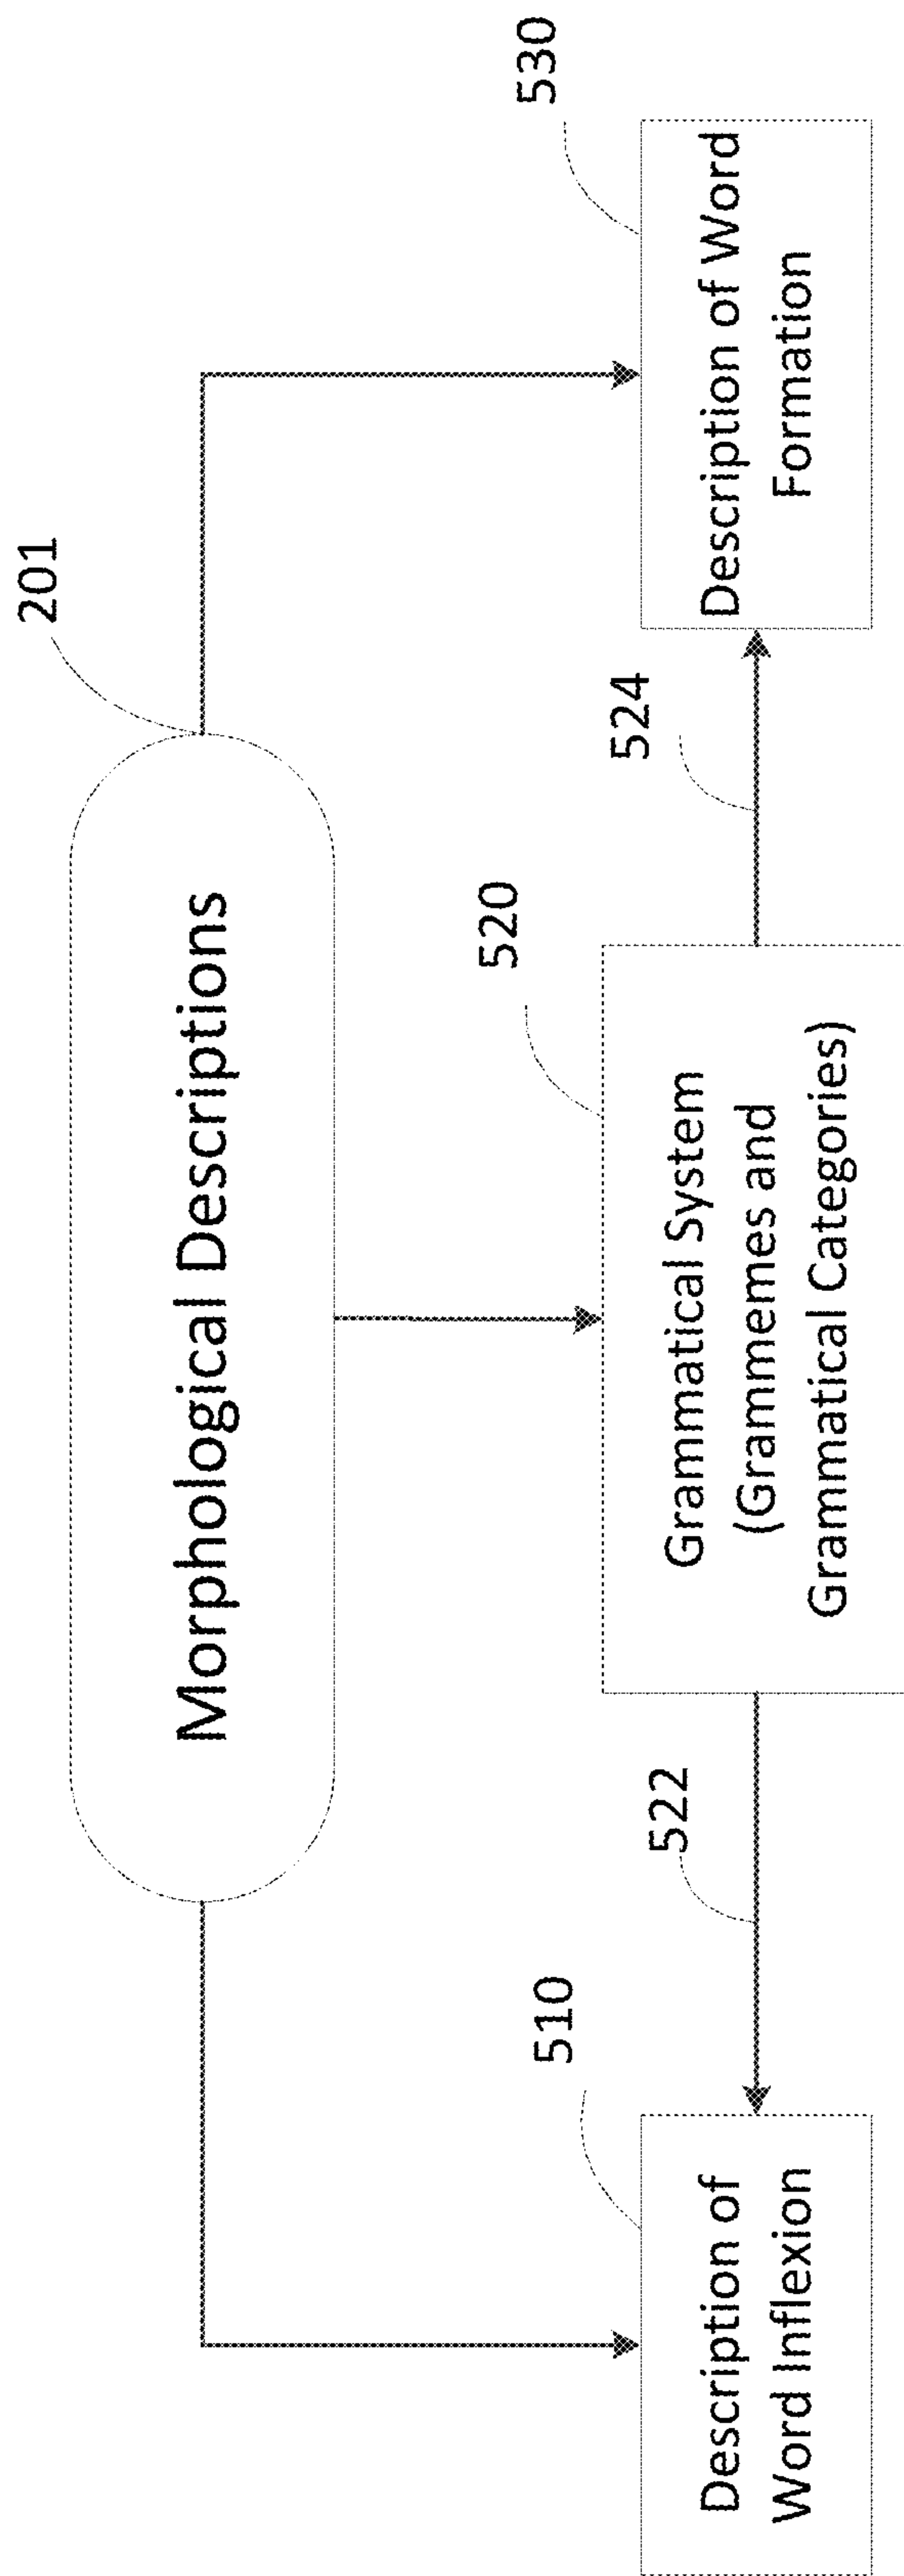 201
Morphological Descriptions
510
520
530
522
524
Description of
Word Inflexion
Grammatical System
(Grammemes and
Grammatical Categories)
Description of Word
Formation